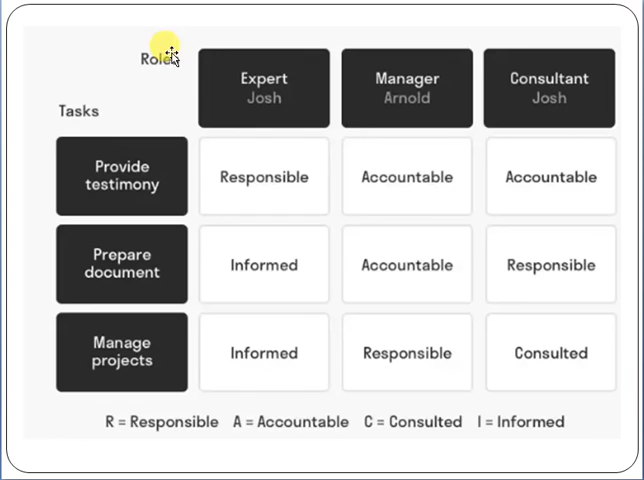 Role
Expert
Josh
Manager
Arnold
Consultant
Josh
Tasks
Provide
testimony
Responsible
Accountable
Accountable
Prepare
document
Informed
Accountable
Responsible
Manage
projects
Informed
Responsible
Consulted
R = Responsible A = Accountable C = Consulted I = Informed